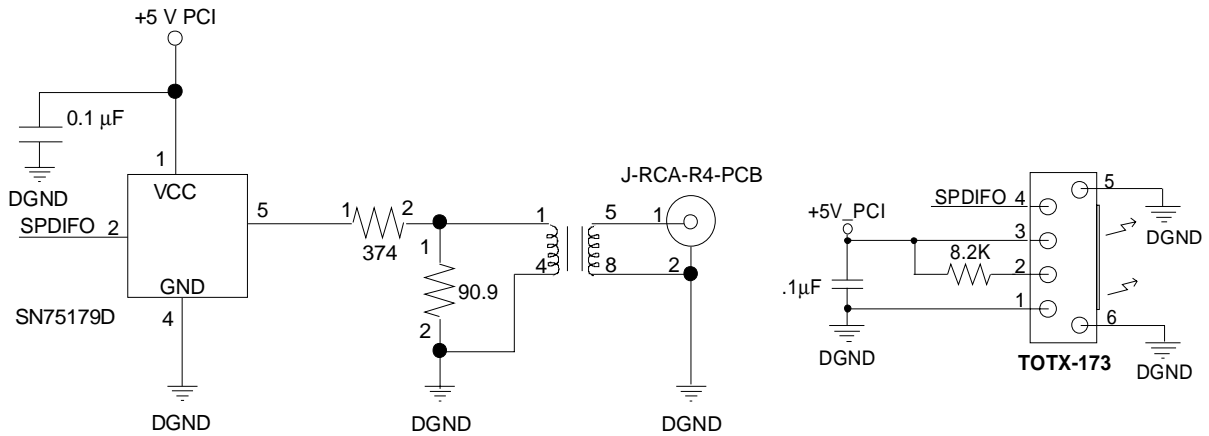 +5 V PCI
0.1 μF
DGND
1
VCC
SPDIFO 2
5
GND
SN75179D
4
DGND
1 2
374
1
90.9
2
DGND
1 5
4 8
J-RCA-R4-PCB
1
2
DGND
+5V_PCI
.1μF
DGND
SPDIFO 4
3
8.2K
2
1
5
DGND
6
DGND
TOTX-173